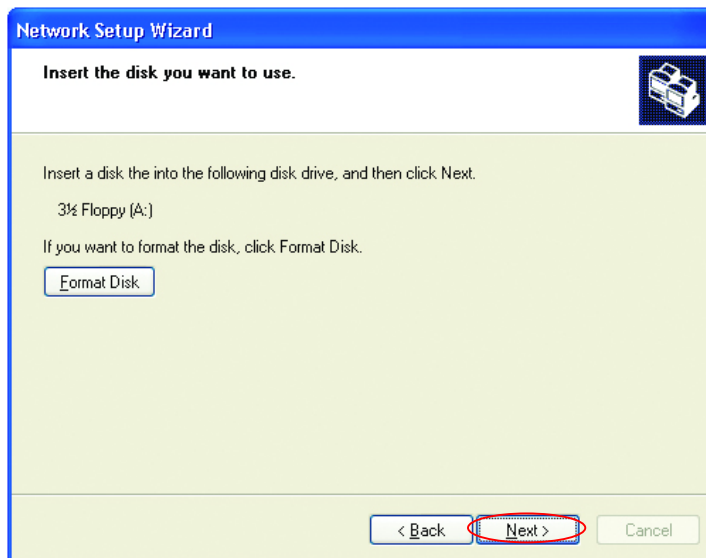 Network Setup Wizard
Insert the disk you want to use.
Insert a disk the into the following disk drive, and then click Next.
3½ Floppy (A:)
If you want to format the disk, click Format Disk.
Format Disk
< Back Next > Cancel